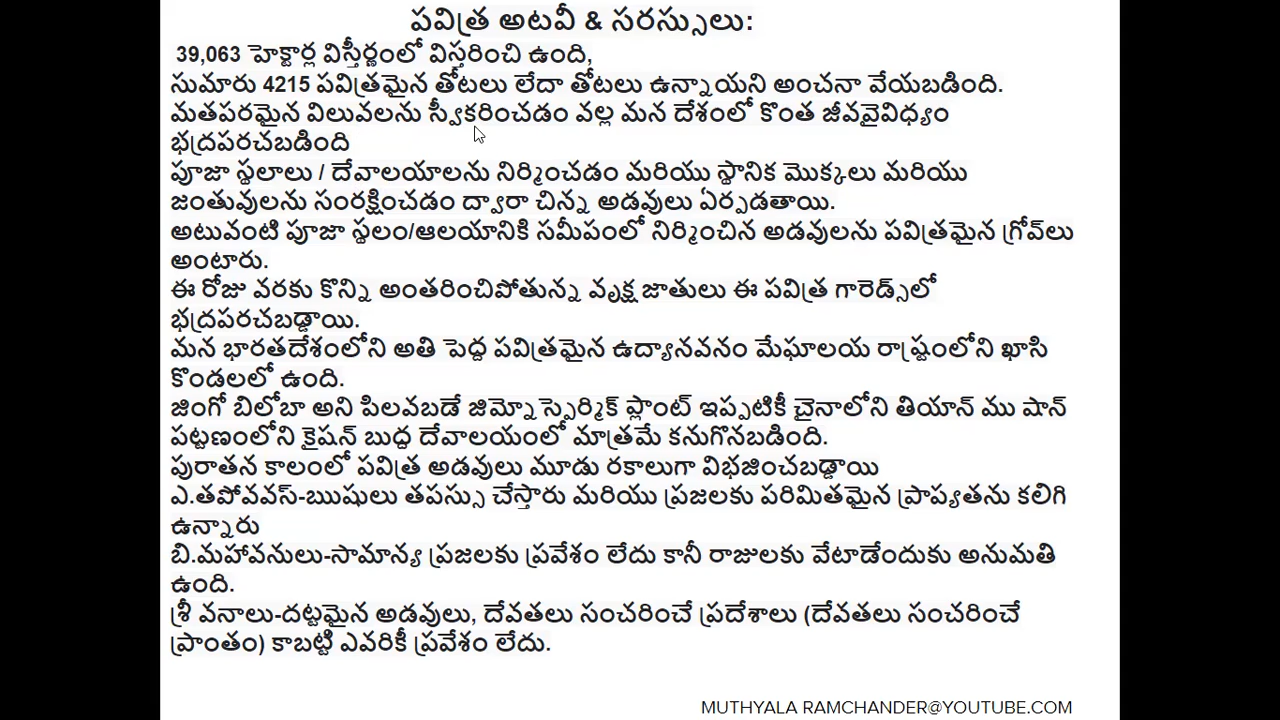 పవిత్ర అటవీ & సరస్సులు:
39,063 హెక్టార్ల విస్తీర్ణంలో విస్తరించి ఉంది,
సుమారు 4215 పవిత్రమైన తోటలు లేదా తోటలు ఉన్నాయని అంచనా వేయబడింది.
మతపరమైన విలువలను స్వీకరించడం వల్ల మన దేశంలో కొంత జీవవైవిధ్యం
భద్రపరచబడింది
పూజా స్థలాలు / దేవాలయాలను నిర్మించడం మరియు స్థానిక మొక్కలు మరియు
జంతువులను సంరక్షించడం ద్వారా చిన్న అడవులు ఏర్పడతాయి.
అటువంటి పూజా స్థలం/ఆలయానికి సమీపంలో నిర్మించిన అడవులను పవిత్రమైన గ్రోవ్‌లు
అంటారు.
ఈ రోజు వరకు కొన్ని అంతరించిపోతున్న వృక్ష జాతులు ఈ పవిత్ర గారెడ్స్‌లో
భద్రపరచబడ్డాయి.
మన భారతదేశంలోని అతి పెద్ద పవిత్రమైన ఉద్యానవనం మేఘాలయ రాష్ట్రంలోని ఖాసి
కొండలలో ఉంది.
జింగో బిలోబా అని పిలవబడే జిమ్నోస్పెర్మిక్ ప్లాంట్ ఇప్పటికీ చైనాలోని తియాన్ ము షాన్
పట్టణంలోని కైషన్ బుద్ధ దేవాలయంలో మాత్రమే కనుగొనబడింది.
పురాతన కాలంలో పవిత్ర అడవులు మూడు రకాలుగా విభజించబడ్డాయి
ఎ.తపోవవస్-ఋషులు తపస్సు చేస్తారు మరియు ప్రజలకు పరిమితమైన ప్రాప్యతను కలిగి
ఉన్నారు
బి.మహావనులు-సామాన్య ప్రజలకు ప్రవేశం లేదు కానీ రాజులకు వేటాడేందుకు అనుమతి
ఉంది.
శ్రీ వనాలు-దట్టమైన అడవులు, దేవతలు సంచరించే ప్రదేశాలు (దేవతలు సంచరించే
ప్రాంతం) కాబట్టి ఎవరికీ ప్రవేశం లేదు.
MUTHYALA RAMCHANDER@YOUTUBE.COM